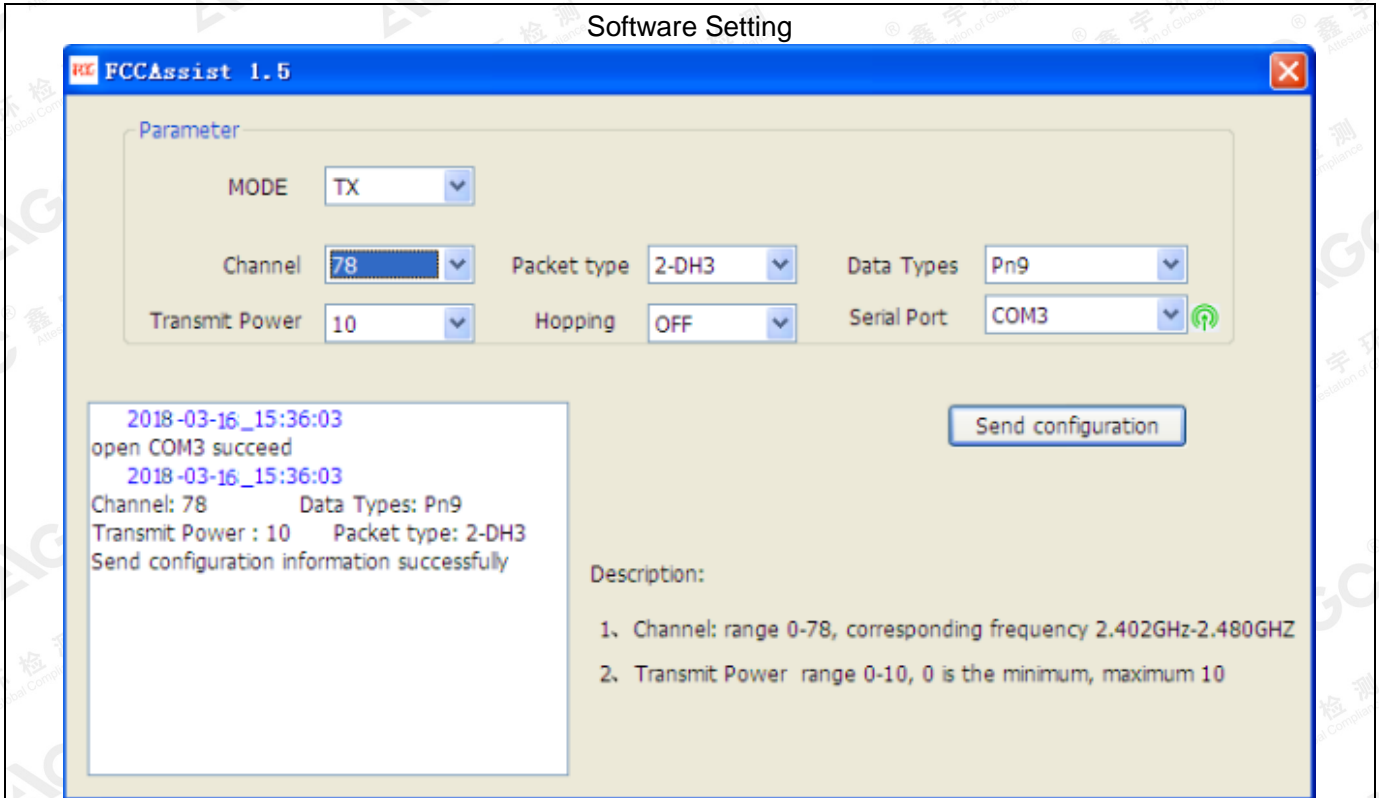 Software Setting
FCCAssist 1.5
Parameter
MODE TX
Channel 78 Packet type 2-DH3 Data Types Pn9
Transmit Power 10 Hopping OFF Serial Port COM3
2018-03-16_15:36:03
open COM3 succeed
2018-03-16_15:36:03
Channel: 78 Data Types: Pn9
Transmit Power : 10 Packet type: 2-DH3
Send configuration information successfully
Send configuration
Description:
1、Channel: range 0-78, corresponding frequency 2.402GHz-2.480GHZ
2、Transmit Power range 0-10, 0 is the minimum, maximum 10